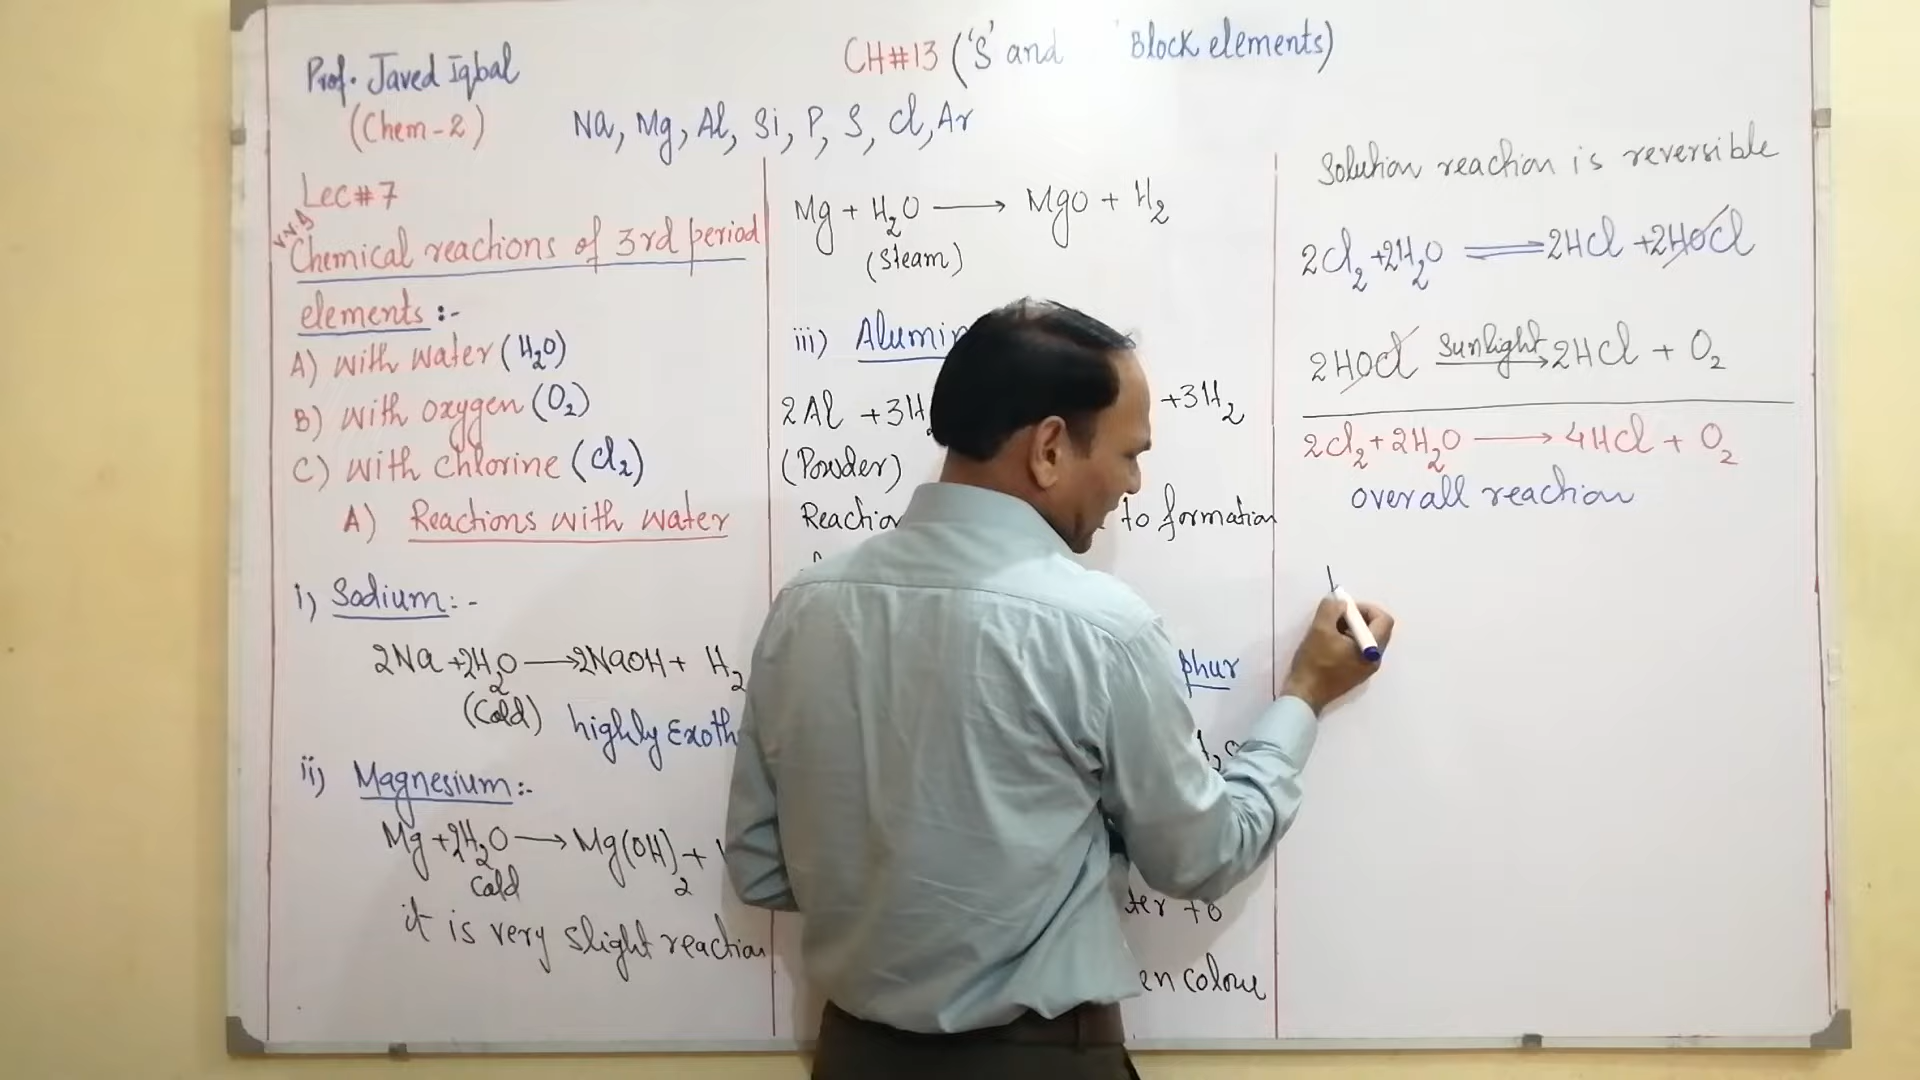 Prof. Javed Iqbal
(Chem-2)
CH#13 ('S' and Block elements)
Na, Mg, Al, Si, P, S, Cl, Ar
Lec#7
Chemical reactions of 3rd period
elements:-
A) with water (H₂O)
B) with oxygen (O₂)
C) with chlorine (Cl₂)
A) Reactions with water
i) Sodium:-
2Na + 2H₂O ⟶ 2NaOH + H₂
(Cold) highly Exoth
ii) Magnesium:-
Mg + 2H₂O ⟶ Mg(OH)₂ +
Cold
it is very slight reaction
Mg + H₂O ⟶ MgO + H₂
(Steam)
iii) Alumin
2Al + 3H +3H₂
(Powder)
Reaction to formation
phur
ter to
en colour
Solution reaction is reversible
2Cl₂ + 2H₂O ⇌ 2HCl + 2HOCl
2HOCl Sunlight⟶ 2HCl + O₂
2Cl₂ + 2H₂O ⟶ 4HCl + O₂
overall reaction